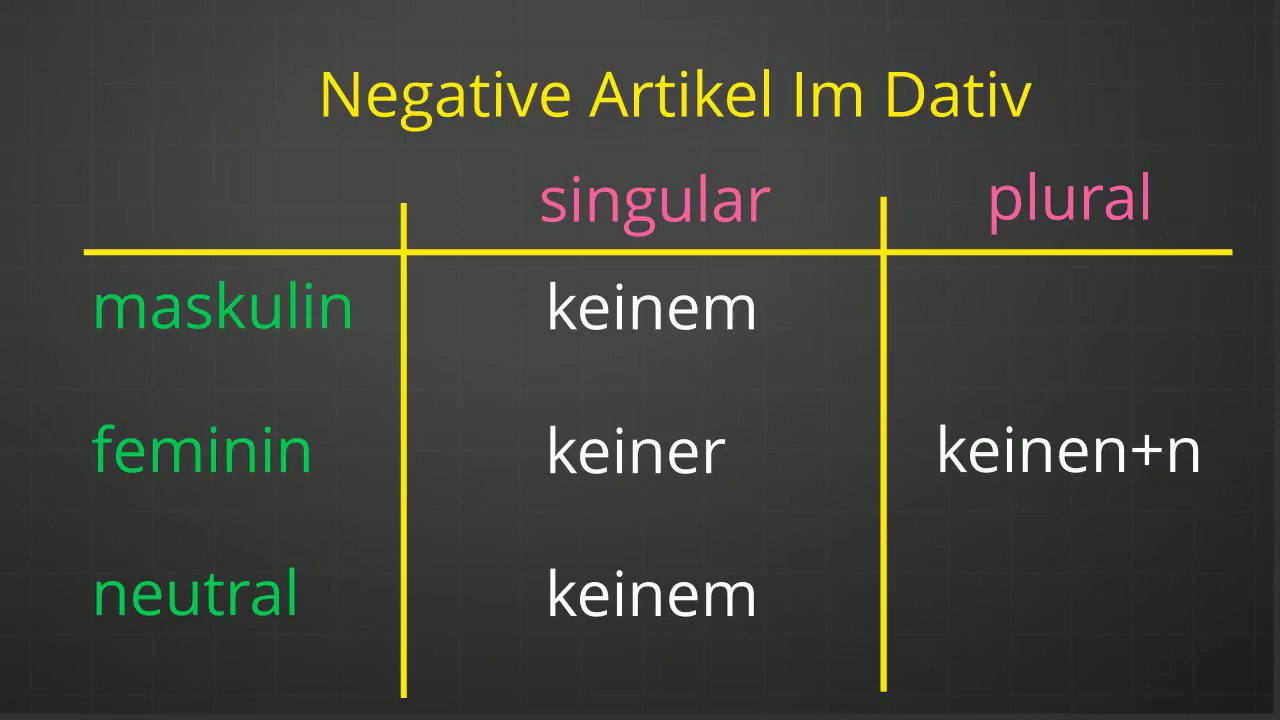 Negative Artikel Im Dativ
singular plural
maskulin keinem
feminin keiner keinen+n
neutral keinem